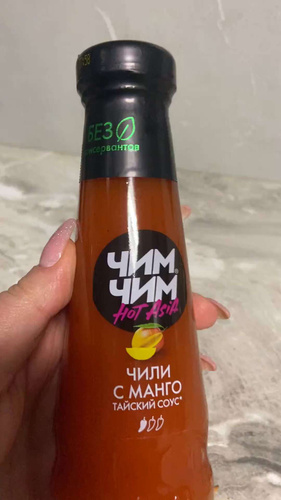 БЕЗ
консервантов
ЧИМ
ЧИМ®
HOT ASIA
ЧИЛИ
С МАНГО
ТАЙСКИЙ СОУС*